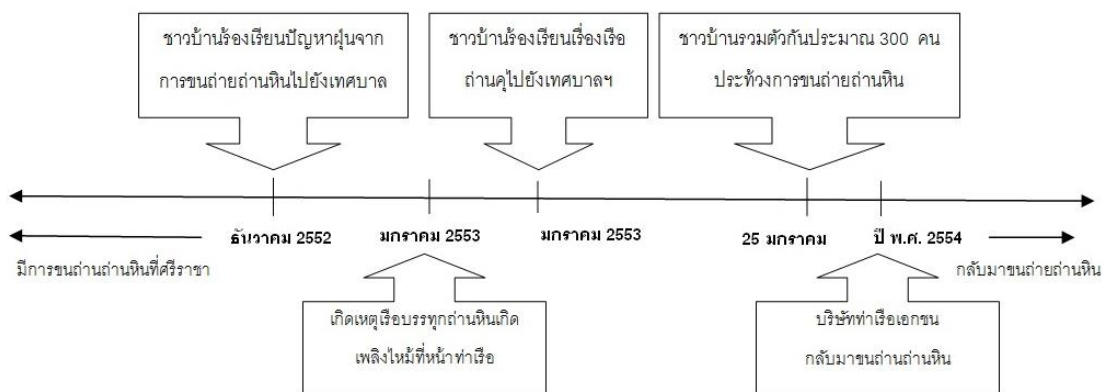 ชาวบ้านร้องเรียนปัญหาฝุ่นจาก
การขนถ่ายถ่านหินไปยังเทศบาล
ชาวบ้านร้องเรียนเรื่องเรือ
ถ่านคุไปยังเทศบาลฯ
ชาวบ้านรวมตัวกันประมาณ 300 คน
ประท้วงการขนถ่ายถ่านหิน
ธันวาคม 2552
มกราคม 2553
มกราคม 2553
25 มกราคม
ปี พ.ศ. 2554
มีการขนถ่านถ่านหินที่ศรีราชา
กลับมาขนถ่ายถ่านหิน
เกิดเหตุเรือบรรทุกถ่านหินเกิด
เพลิงไหม้ที่หน้าท่าเรือ
บริษัทท่าเรือเอกชน
กลับมาขนถ่านถ่านหิน